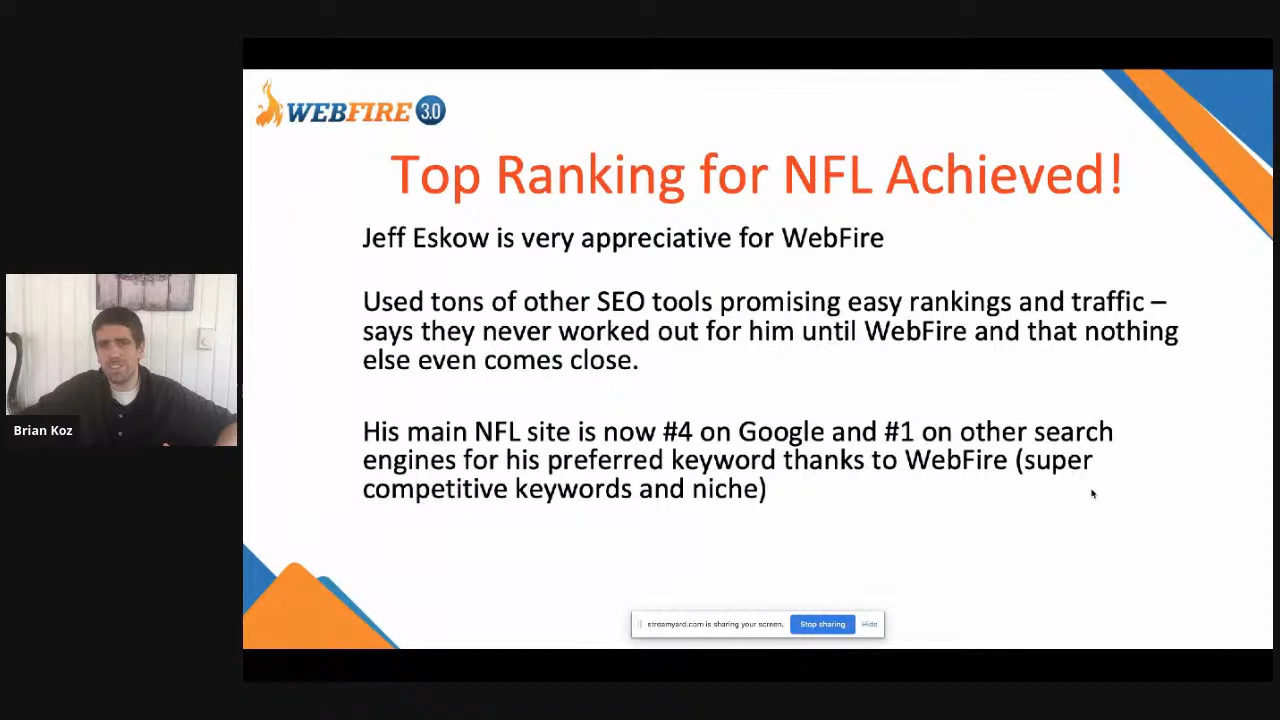 WEBFIRE 3.0
Top Ranking for NFL Achieved!
Jeff Eskow is very appreciative for WebFire
Used tons of other SEO tools promising easy rankings and traffic –
says they never worked out for him until WebFire and that nothing
else even comes close.
His main NFL site is now #4 on Google and #1 on other search
engines for his preferred keyword thanks to WebFire (super
competitive keywords and niche)
Brian Koz
streamyard.com is sharing your screen. Stop sharing Hide